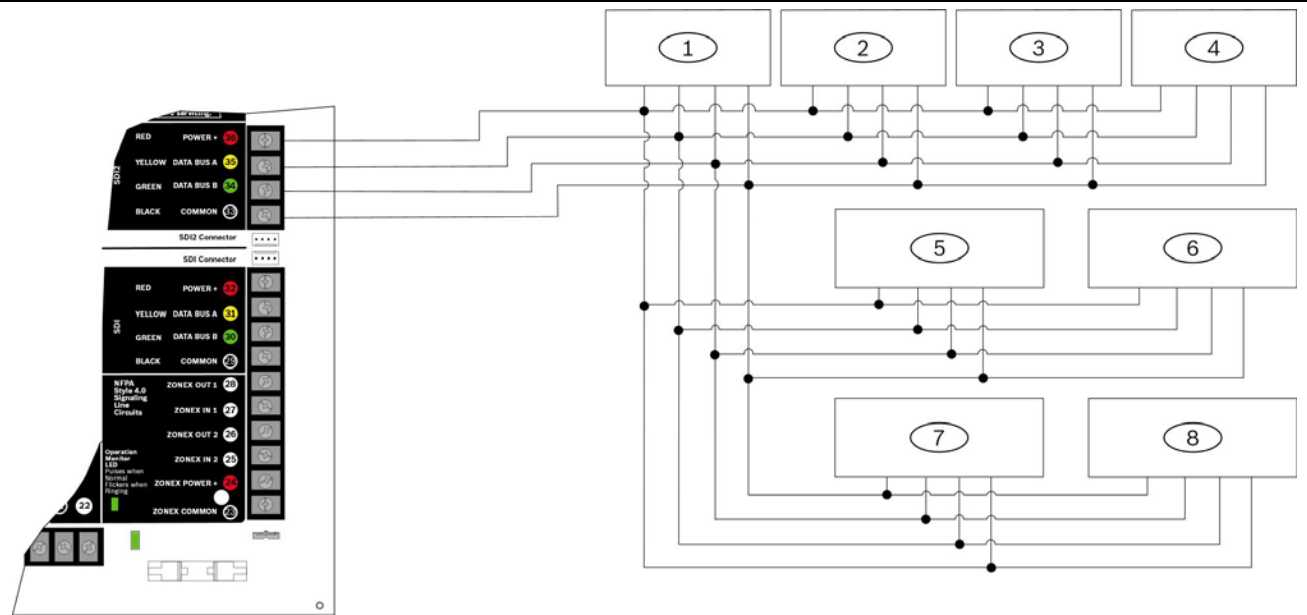 1
2
3
4
servicing.
RED POWER + 36
YELLOW DATA BUS A 35
GREEN DATA BUS B 34
BLACK COMMON 33
SDI2
SDI2 Connector
5
6
SDI Connector
RED POWER + 32
YELLOW DATA BUS A 31
GREEN DATA BUS B 30
BLACK COMMON 29
SDI
NFPA
Style 4.0
Signaling
Line
Circuits
ZONEX OUT 1 28
ZONEX IN 1 27
ZONEX OUT 2 26
ZONEX IN 2 25
ZONEX POWER + 24
ZONEX COMMON 23
7
8
Operation
Monitor
LED
Pulses when
Normal
Flickers when
Ringing
22